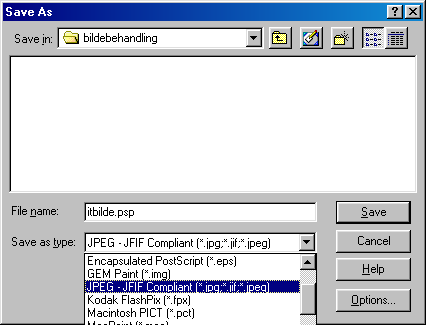 Save As
Save in: bildebehandling
File name: itbilde.psp
Save
Save as type: JPEG - JFIF Compliant (*.jpg;*.jif;*.jpeg)
Cancel
Encapsulated PostScript (*.eps)
GEM Paint (*.img)
JPEG - JFIF Compliant (*.jpg;*.jif;*.jpeg)
Help
Kodak FlashPix (*.fpx)
Macintosh PICT (*.pct)
Options...